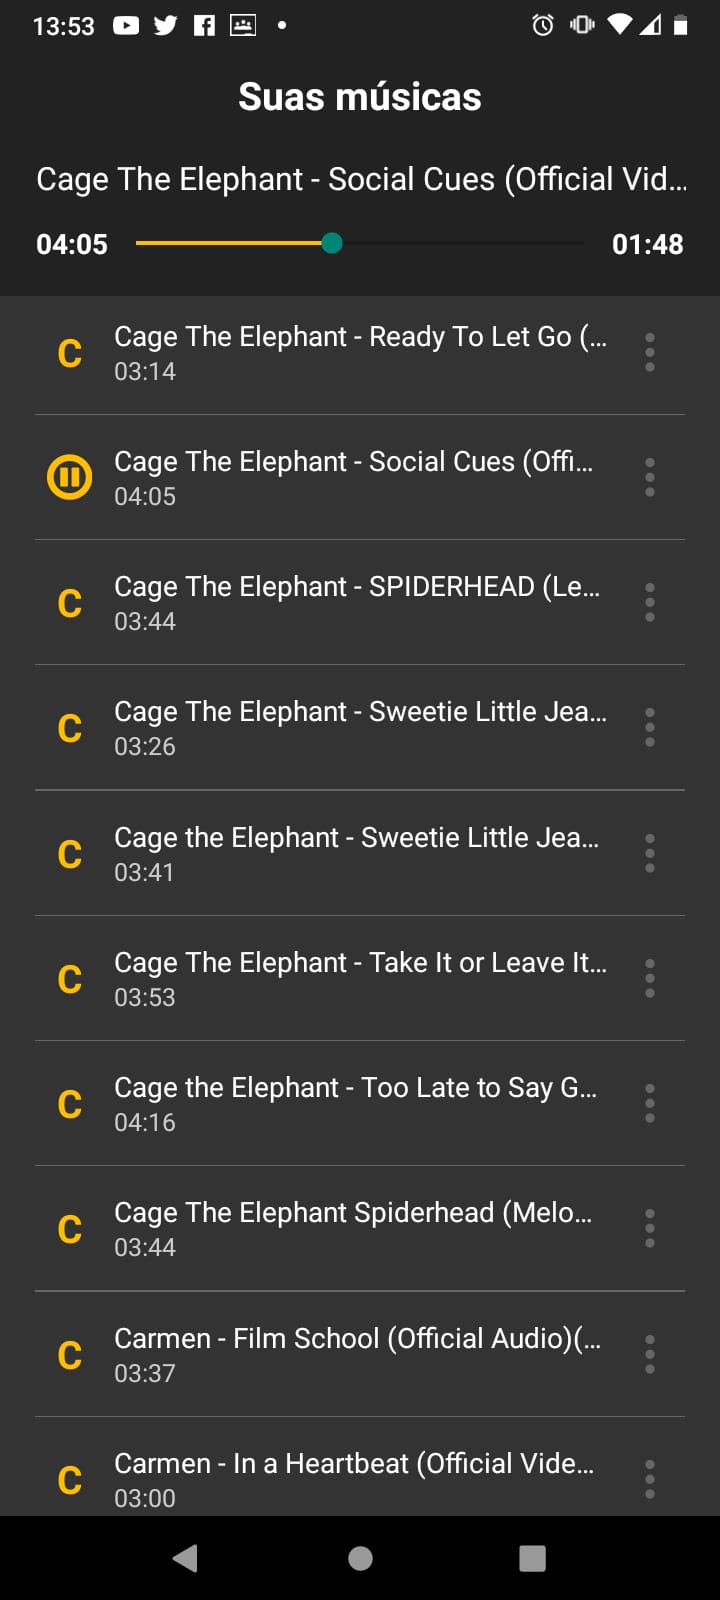 13:53
Suas músicas
Cage The Elephant - Social Cues (Official Vid...
04:05 01:48
C Cage The Elephant - Ready To Let Go (...
03:14
Cage The Elephant - Social Cues (Offi...
04:05
C Cage The Elephant - SPIDERHEAD (Le...
03:44
C Cage The Elephant - Sweetie Little Jea...
03:26
C Cage the Elephant - Sweetie Little Jea...
03:41
C Cage The Elephant - Take It or Leave It...
03:53
C Cage the Elephant - Too Late to Say G...
04:16
C Cage The Elephant Spiderhead (Melo...
03:44
C Carmen - Film School (Official Audio)(...
03:37
C Carmen - In a Heartbeat (Official Vide...
03:00